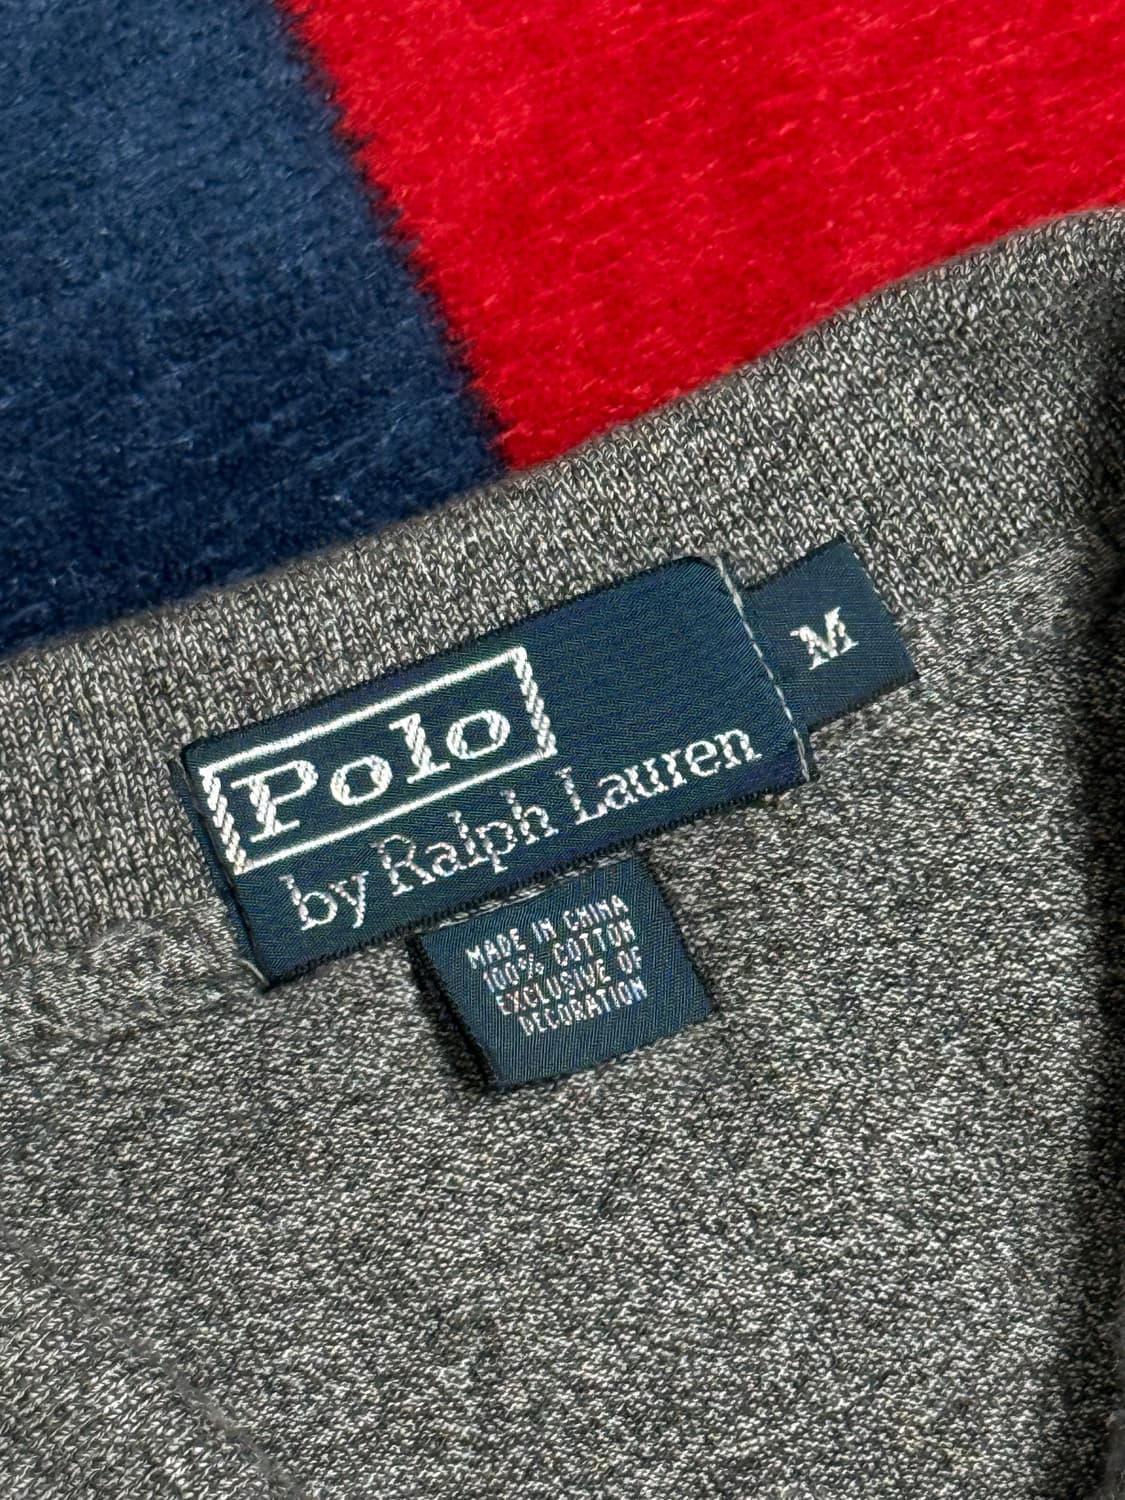 Polo
by Ralph Lauren
M
MADE IN CHINA
100% COTTON
EXCLUSIVE OF
DECORATION